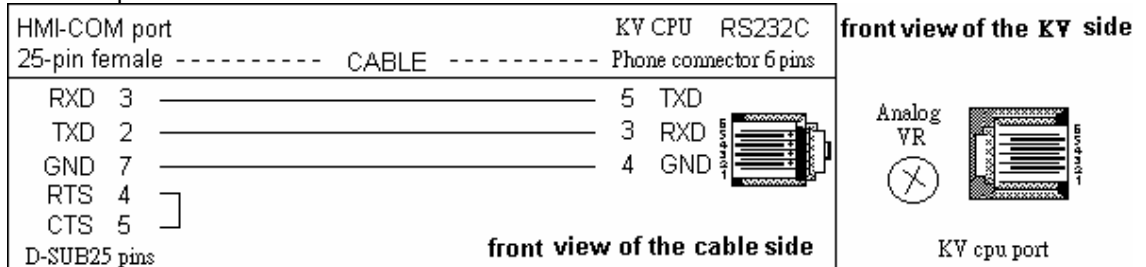 HMI-COM port KV CPU RS232C
25-pin female - - - - - - - - - - CABLE - - - - - - - - - - Phone connector 6 pins
RXD 3 5 TXD
TXD 2 3 RXD
GND 7 4 GND
RTS 4
CTS 5
D-SUB25 pins
front view of the cable side
front view of the KV side
Analog
VR
KV cpu port